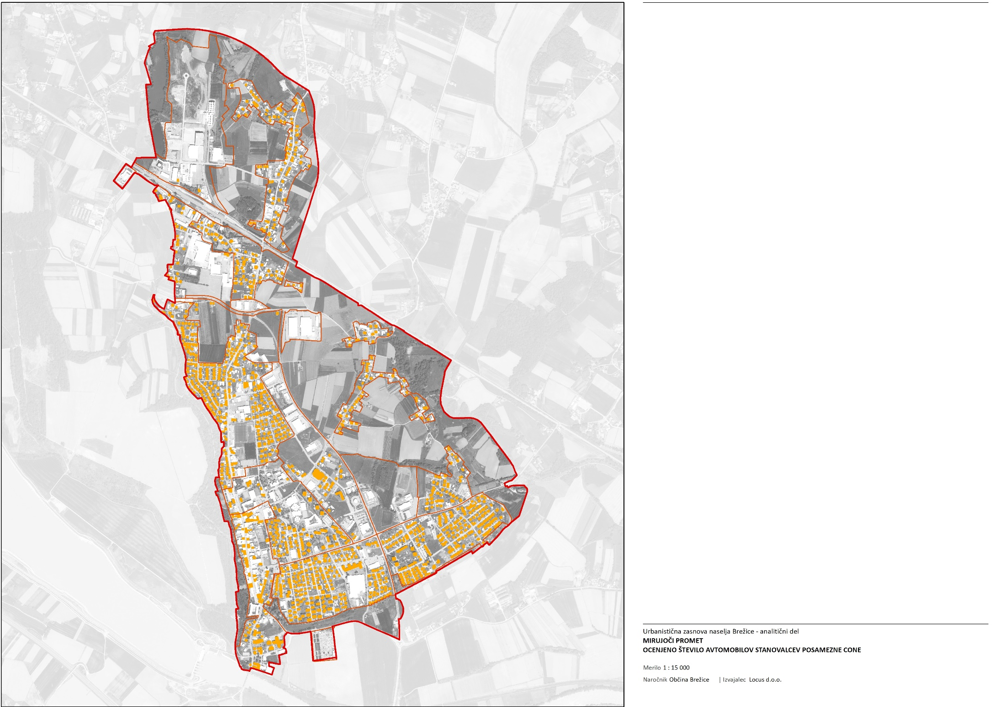 Urbanistična zasnova naselja Brežice - analitični del
MIRUJOČI PROMET
OCENJENO ŠTEVILO AVTOMOBILOV STANOVALCEV POSAMEZNE CONE
Merilo 1 : 15 000
Naročnik Občina Brežice | Izvajalec Locus d.o.o.